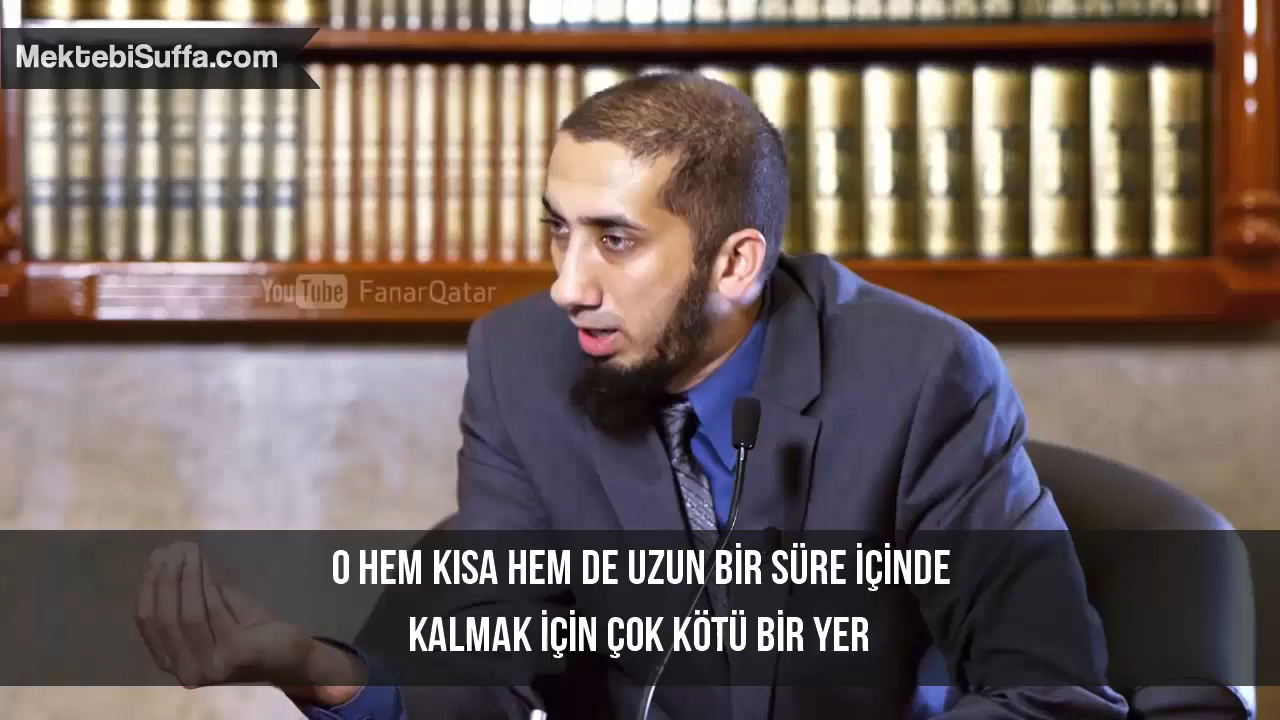 MektebiSuffa.com
YouTube FanarQatar
O HEM KISA HEM DE UZUN BİR SÜRE İÇİNDE
KALMAK İÇİN ÇOK KÖTÜ BİR YER